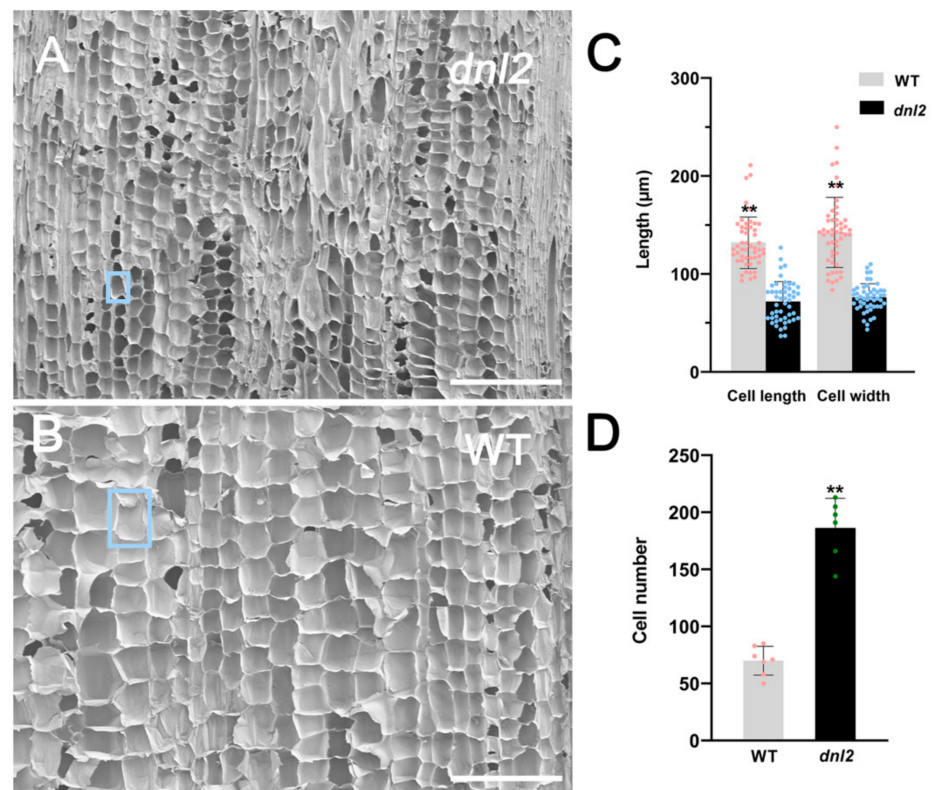 A
dnl2
B
WT
C
300
200
100
0
Length (μm)
WT
dnl2
**
**
Cell length
Cell width
D
250
200
150
100
50
0
Cell number
**
WT
dnl2